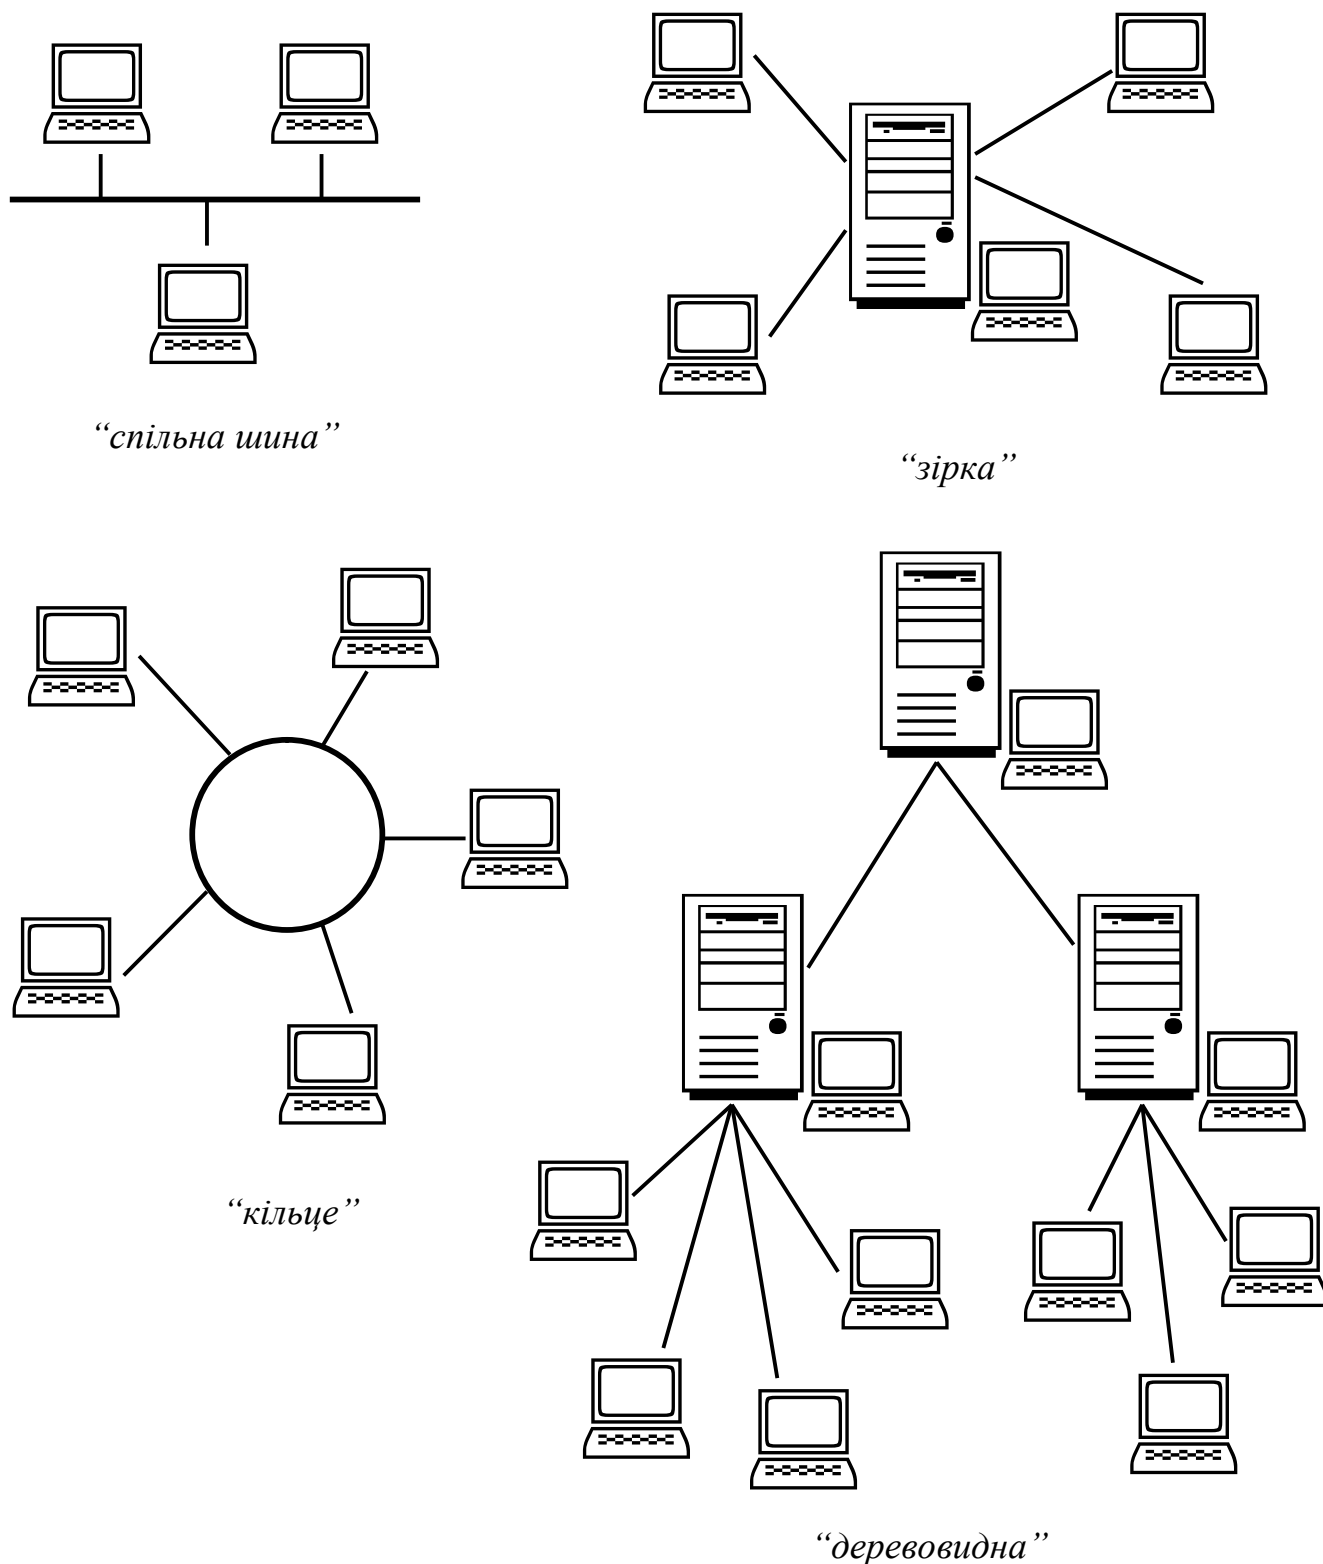 “спільна шина”
“зірка”
“кільце”
“деревовидна”